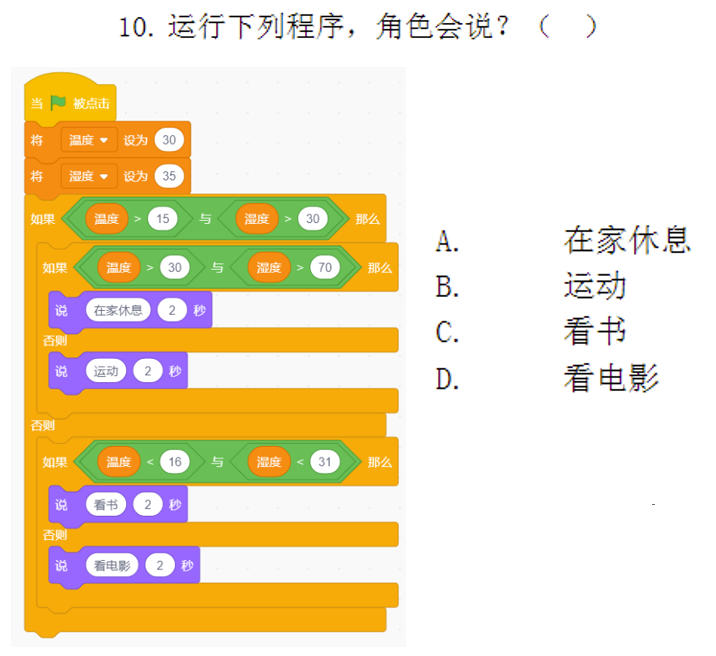 10. 运行下列程序，角色会说？（ ）
当 被点击
将 温度 设为 30
将 湿度 设为 35
如果 温度 > 15 与 湿度 > 30 那么
如果 温度 > 30 与 湿度 > 70 那么
说 在家休息 2 秒
否则
说 运动 2 秒
否则
如果 温度 < 16 与 湿度 < 31 那么
说 看书 2 秒
否则
说 看电影 2 秒
A. 在家休息
B. 运动
C. 看书
D. 看电影